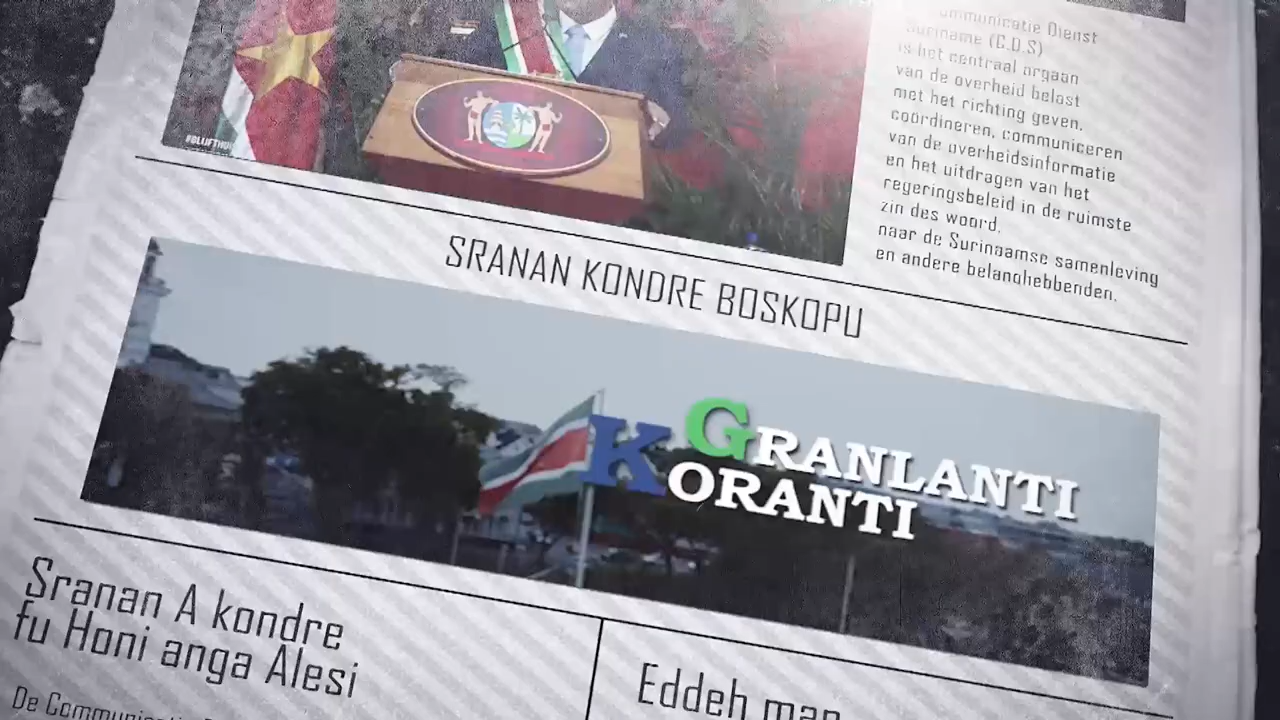 Communicatie Dienst
Suriname (C.D.S)
is het centraal orgaan
van de overheid belast
met het richting geven,
coördineren, communiceren
van de overheidsinformatie
en het uitdragen van het
regeringsbeleid in de ruimste
zin des woord,
naar de Surinaamse samenleving
en andere belanghebbenden.
SRANAN KONDRE BOSKOPU
GRANLANTI
KORANTI
Sranan A kondre
fu Honi anga Alesi
De
Eddeh man